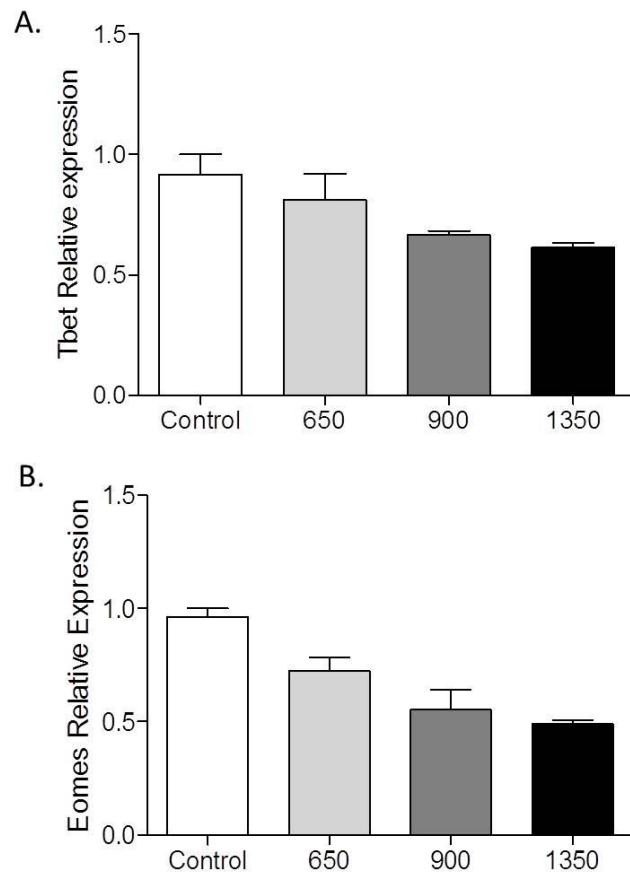 A.
Tbet Relative expression
1.5
1.0
0.5
0.0
Control 650 900 1350
B.
Eomes Relative Expression
1.5
1.0
0.5
0.0
Control 650 900 1350